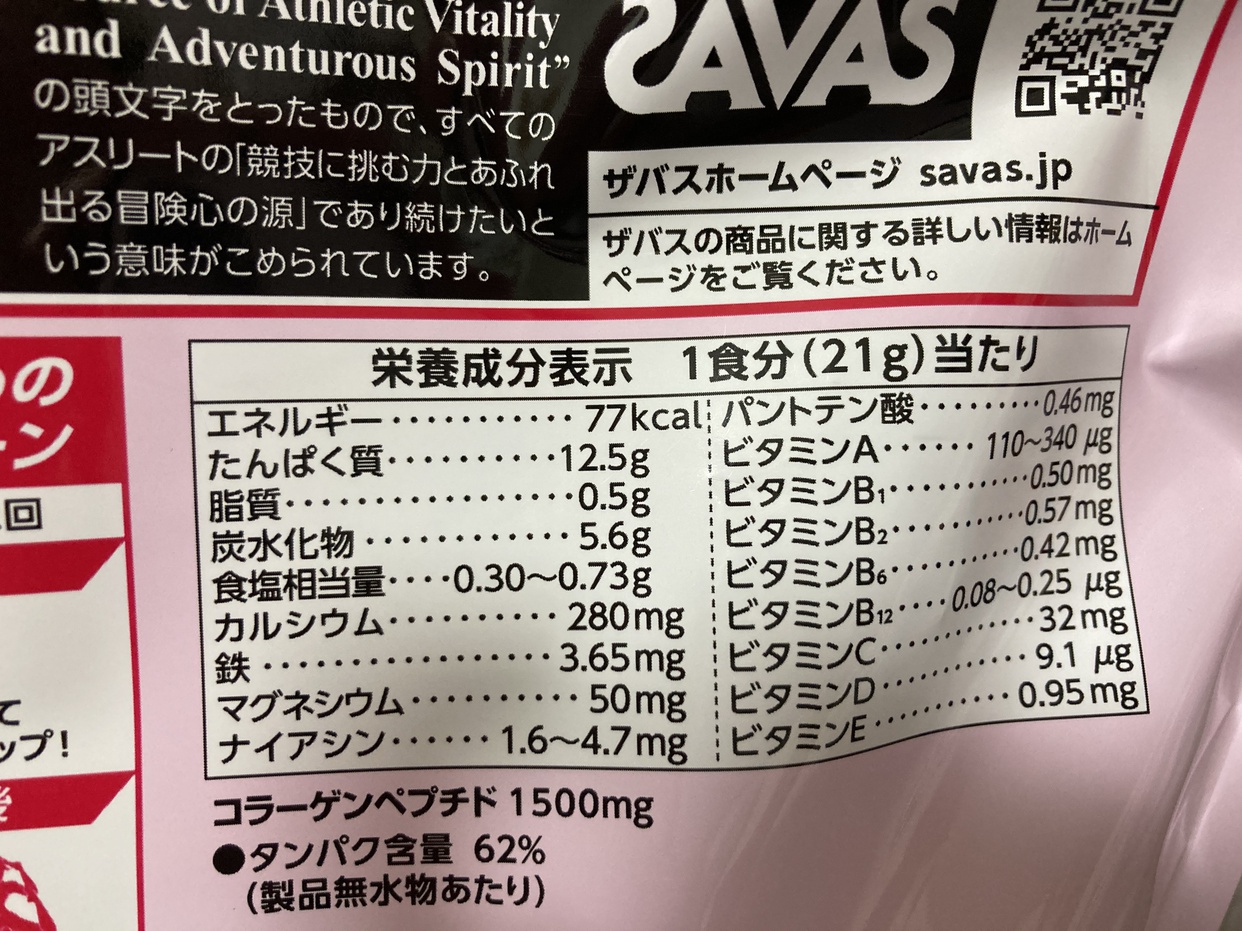 of Athletic Vitality
and Adventurous Spirit”
の頭文字をとったもので、すべての
アスリートの「競技に挑む力とあふれ
出る冒険心の源」であり続けたいと
いう意味がこめられています。
SAVAS
ザバスホームページ savas.jp
ザバスの商品に関する詳しい情報はホーム
ページをご覧ください。
の
ン
回
て
ップ!
栄養成分表示 1食分(21g)当たり
エネルギー············77kcal
たんぱく質··········12.5g
脂質·················0.5g
炭水化物············5.6g
食塩相当量····0.30～0.73g
カルシウム··········280mg
鉄·················3.65mg
マグネシウム··········50mg
ナイアシン······1.6～4.7mg
パントテン酸·········0.46mg
ビタミンA······110～340 μg
ビタミンB₁··········0.50mg
ビタミンB₂··········0.57mg
ビタミンB₆··········0.42mg
ビタミンB₁₂····0.08～0.25 μg
ビタミンC···········32mg
ビタミンD···········9.1 μg
ビタミンE··········0.95mg
コラーゲンペプチド 1500mg
●タンパク含量 62%
(製品無水物あたり)